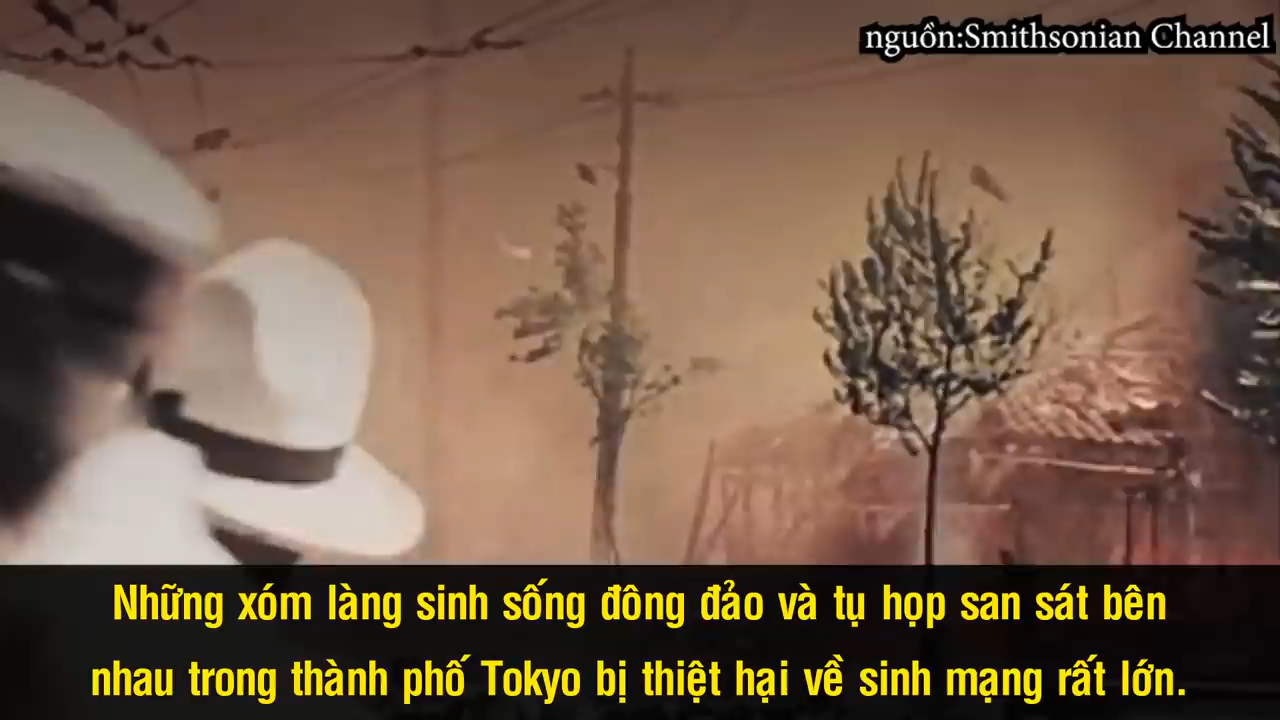 nguồn:Smithsonian Channel
Những xóm làng sinh sống đông đảo và tụ họp san sát bên
nhau trong thành phố Tokyo bị thiệt hại về sinh mạng rất lớn.